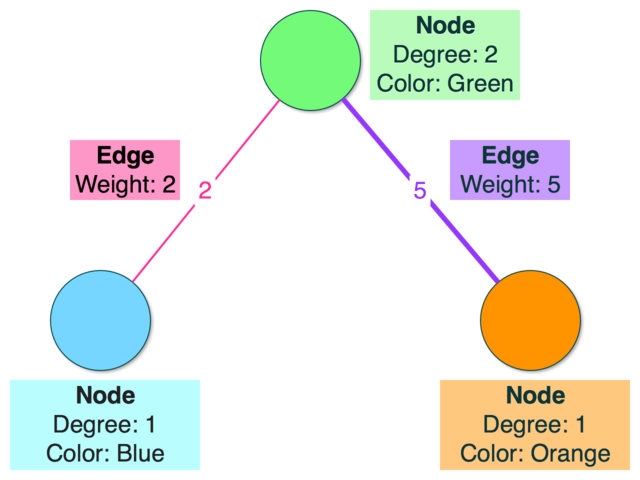 Node
Degree: 2
Color: Green
Edge
Weight: 2
2
5
Edge
Weight: 5
Node
Degree: 1
Color: Blue
Node
Degree: 1
Color: Orange